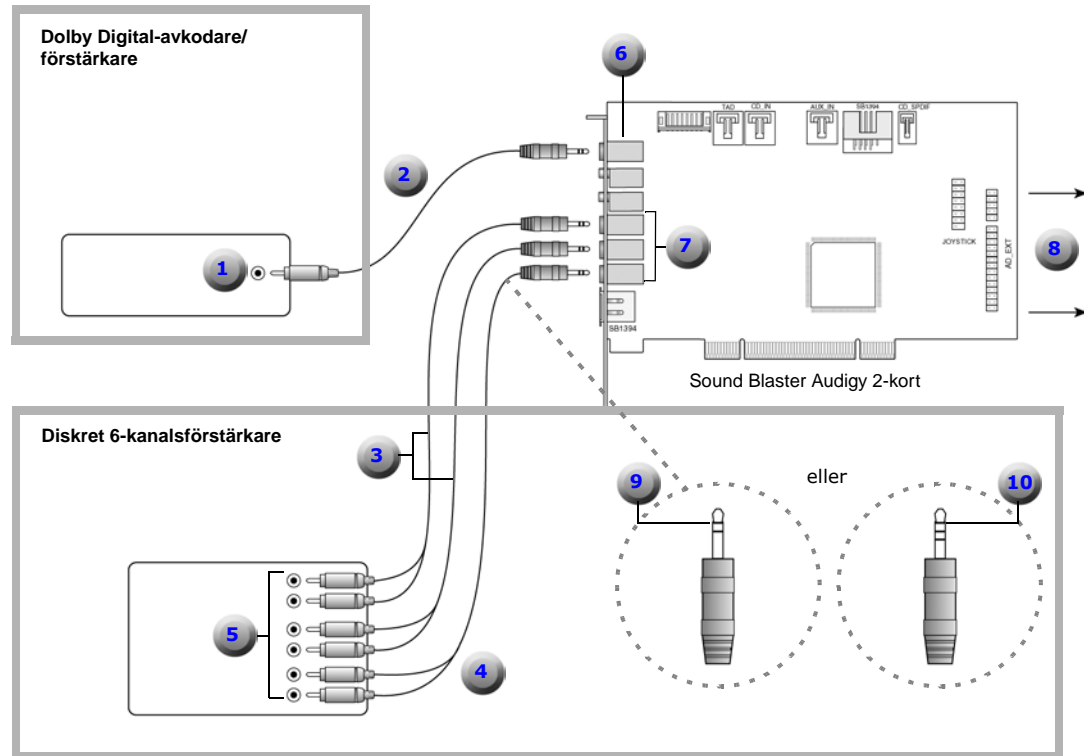 Dolby Digital-avkodare/
förstärkare
6
TAD CD_IN AUX_IN SB1394 CD_SPDIF
2
1
7
JOYSTICK
AD_EXT
8
SB1394
Sound Blaster Audigy 2-kort
Diskret 6-kanalsförstärkare
3
9
eller
10
5
4